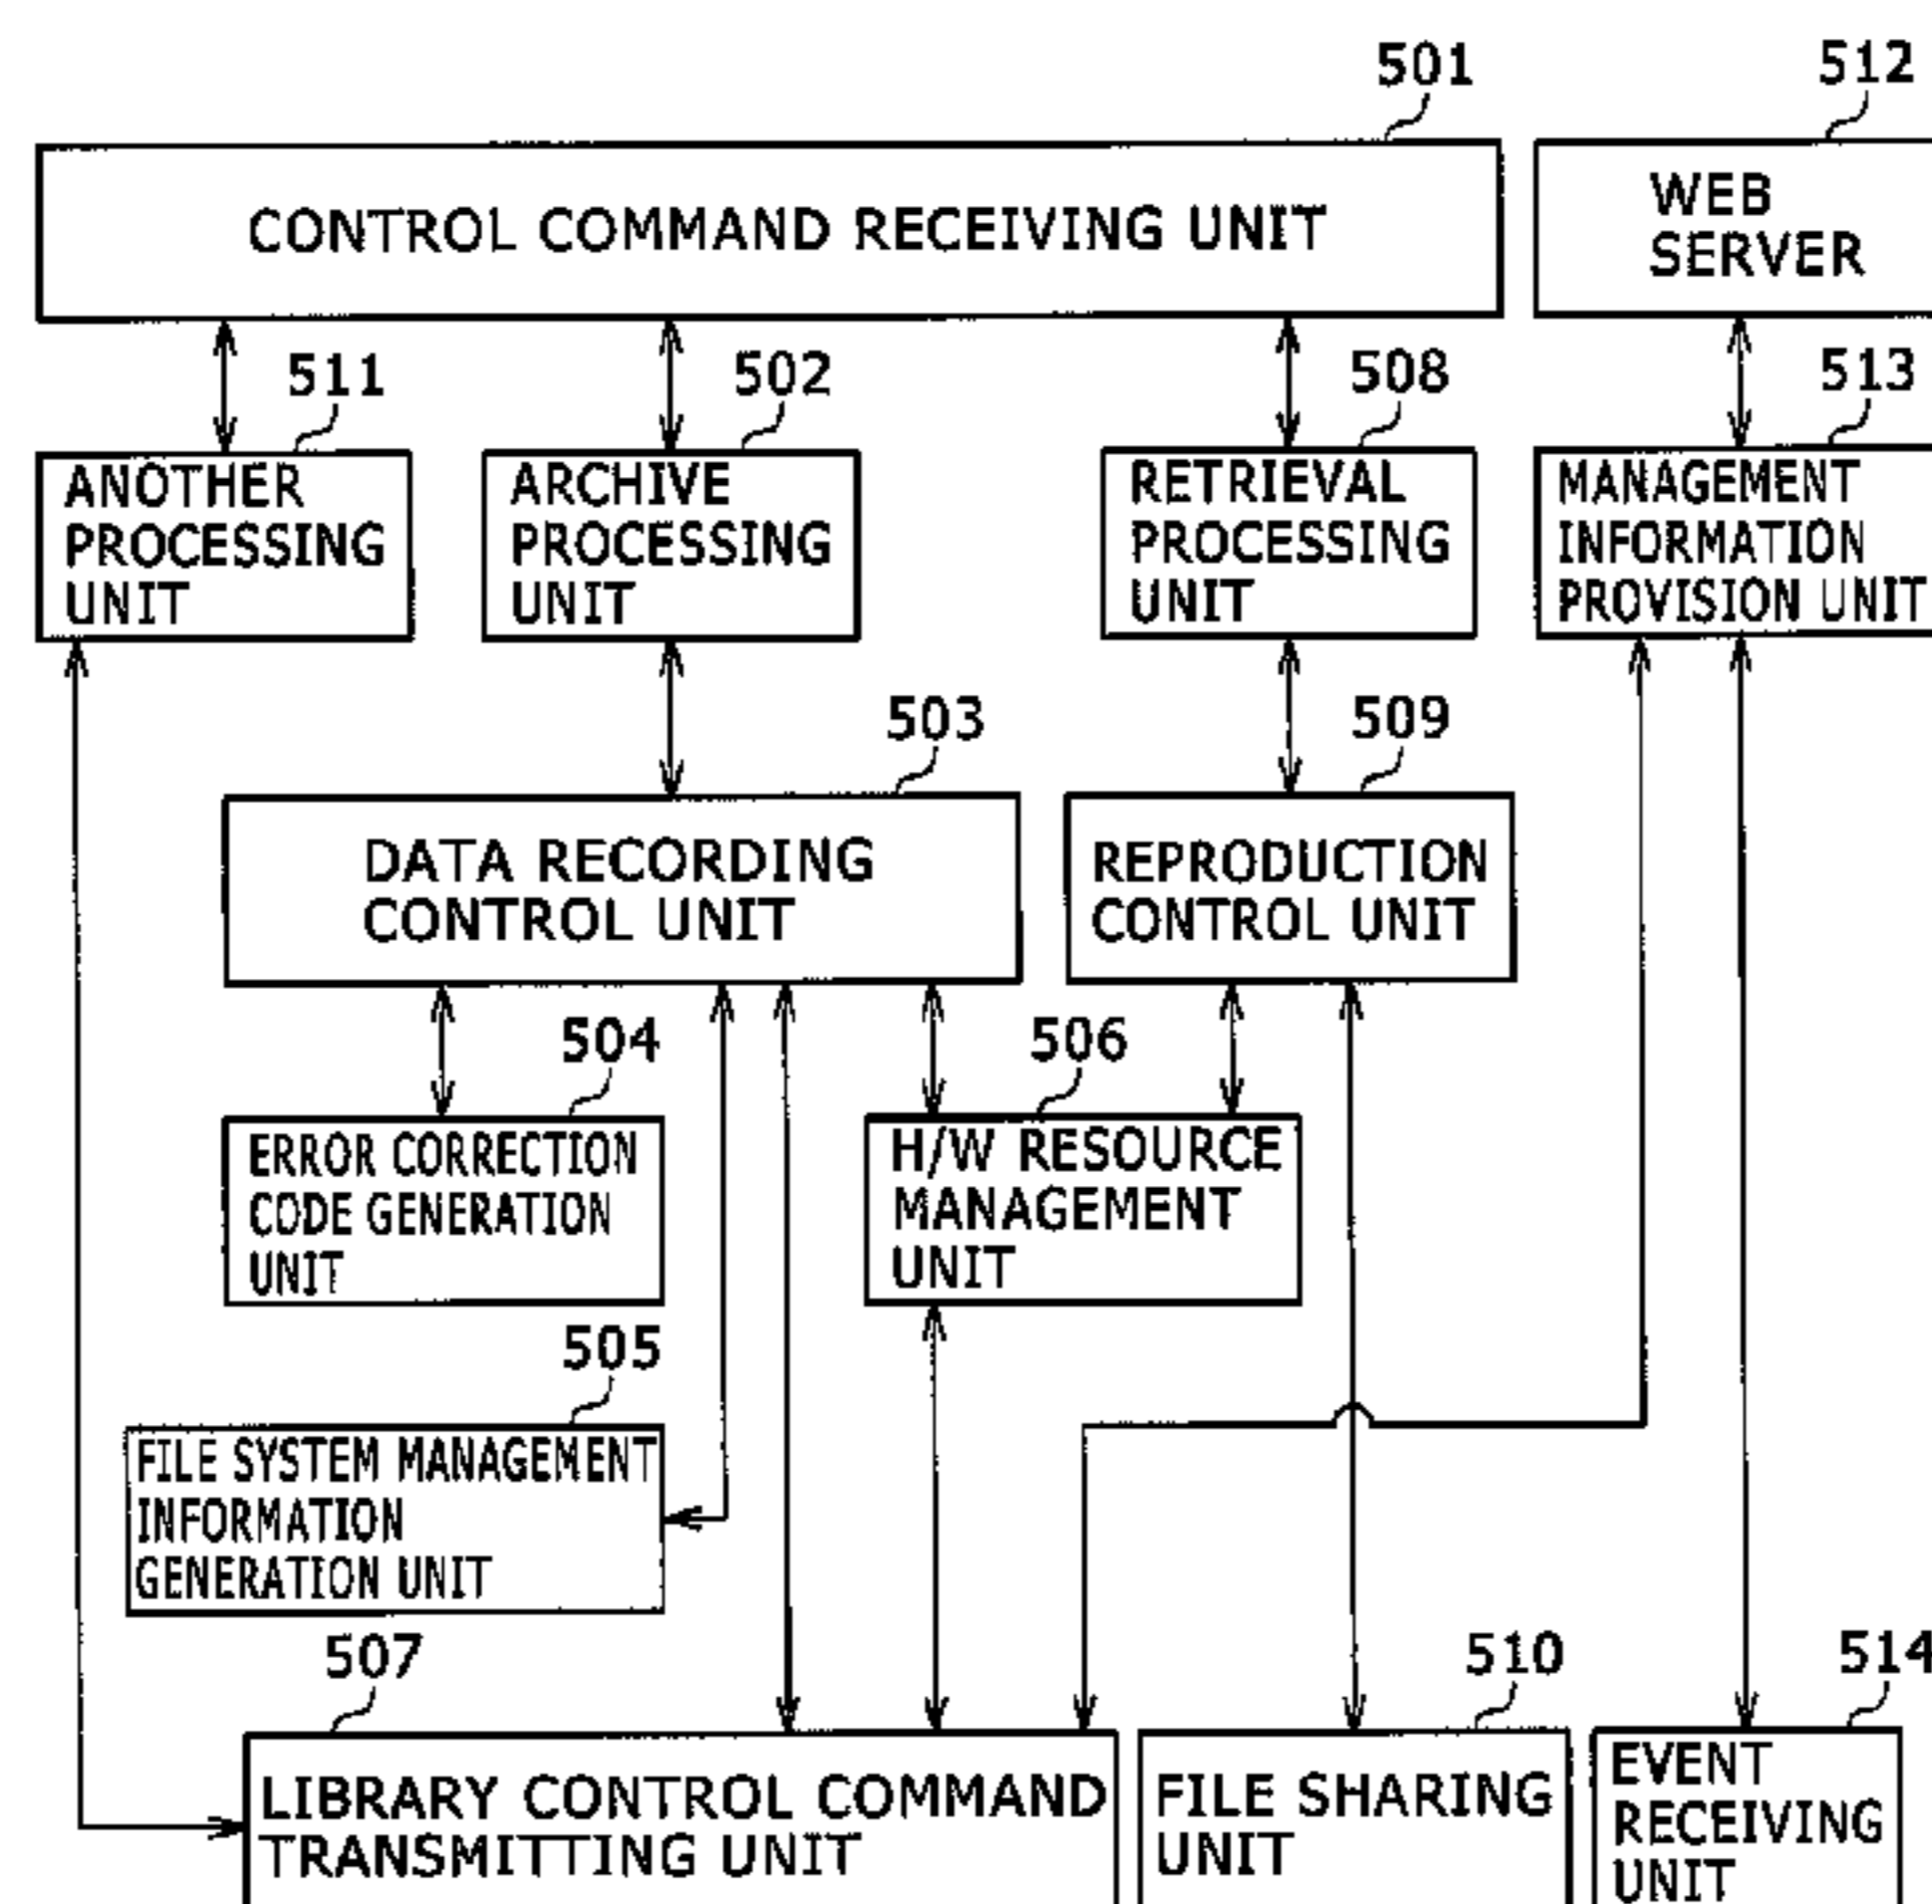 501
512
CONTROL COMMAND RECEIVING UNIT
WEB
SERVER
511
502
508
513
ANOTHER
PROCESSING
UNIT
ARCHIVE
PROCESSING
UNIT
RETRIEVAL
PROCESSING
UNIT
MANAGEMENT
INFORMATION
PROVISION UNIT
503
509
DATA RECORDING
CONTROL UNIT
REPRODUCTION
CONTROL UNIT
504
506
ERROR CORRECTION
CODE GENERATION
UNIT
H/W RESOURCE
MANAGEMENT
UNIT
505
FILE SYSTEM MANAGEMENT
INFORMATION
GENERATION UNIT
507
510
514
LIBRARY CONTROL COMMAND
TRANSMITTING UNIT
FILE SHARING
UNIT
EVENT
RECEIVING
UNIT